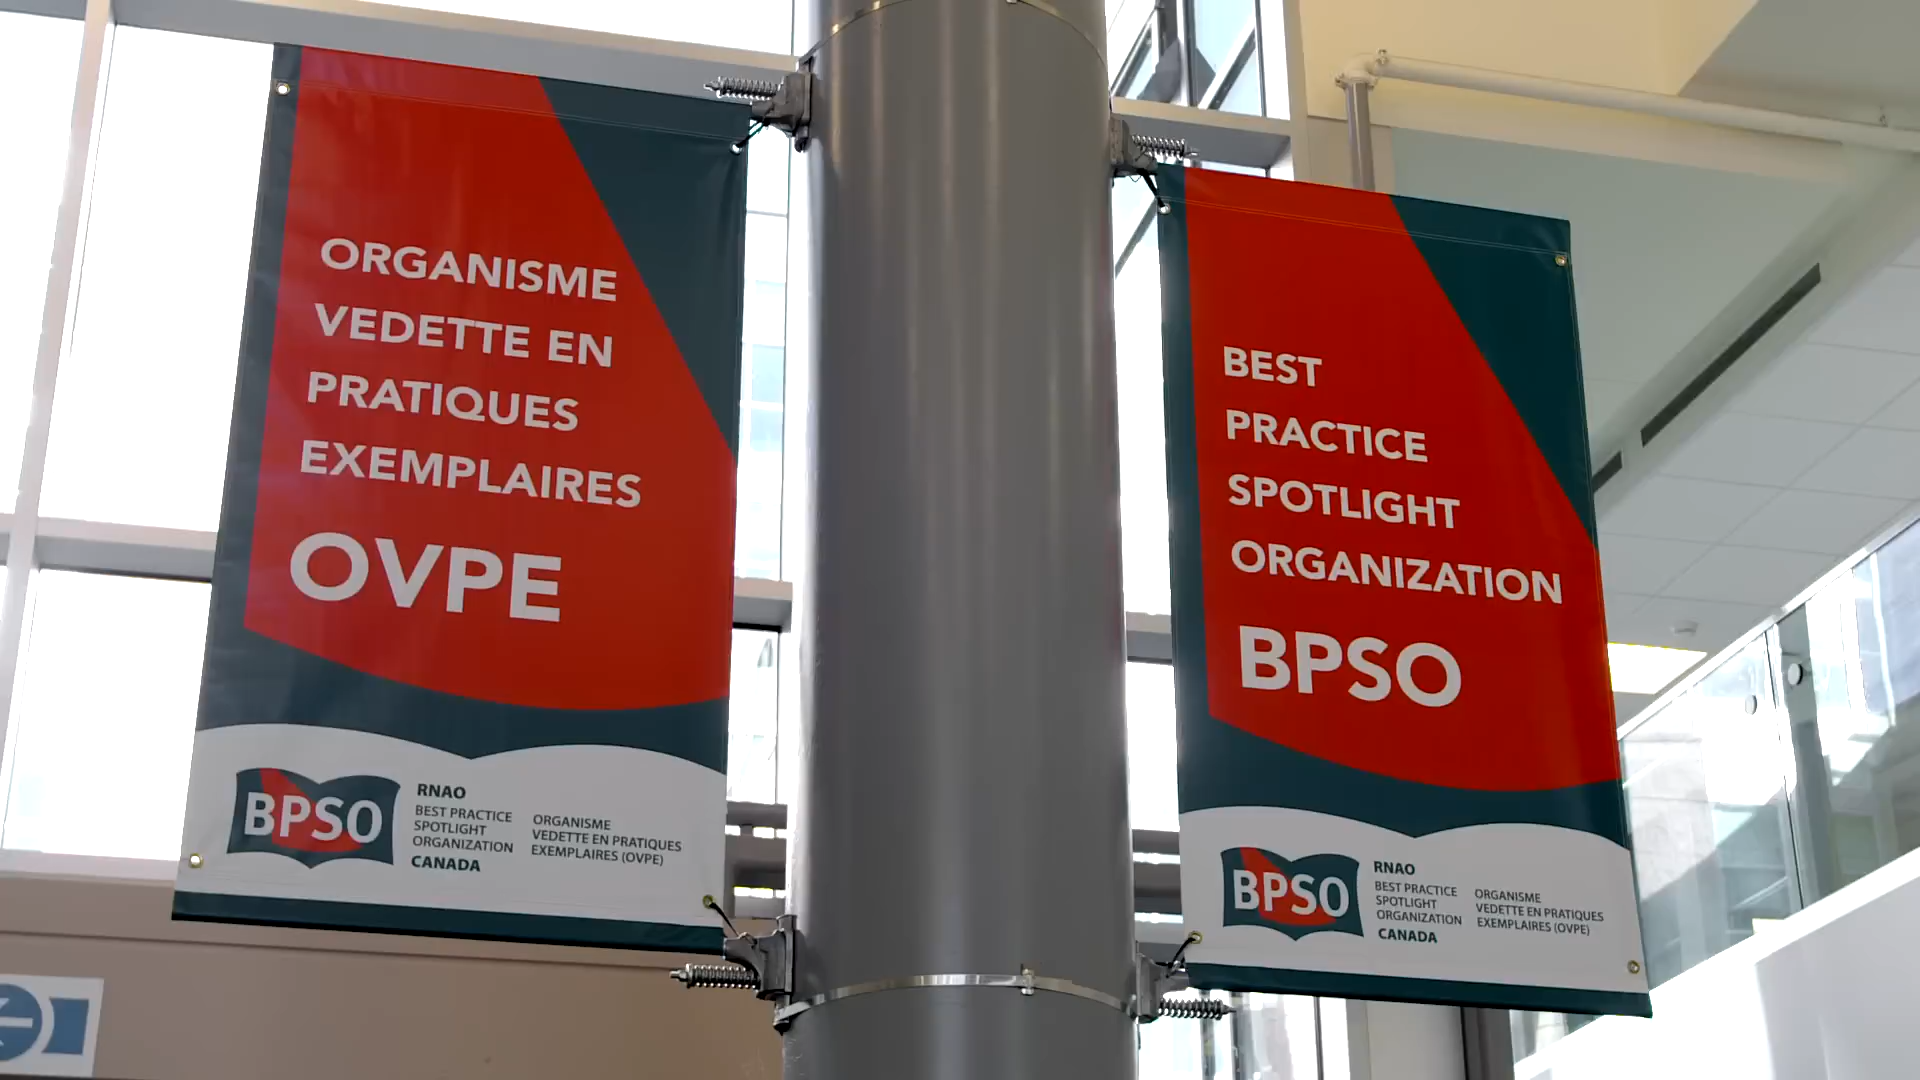 ORGANISME
VEDETTE EN
PRATIQUES
EXEMPLAIRES
OVPE
BPSO
RNAO
BEST PRACTICE
SPOTLIGHT
ORGANIZATION
CANADA
ORGANISME
VEDETTE EN PRATIQUES
EXEMPLAIRES (OVPE)
BEST
PRACTICE
SPOTLIGHT
ORGANIZATION
BPSO
BPSO
RNAO
BEST PRACTICE
SPOTLIGHT
ORGANIZATION
CANADA
ORGANISME
VEDETTE EN PRATIQUES
EXEMPLAIRES (OVPE)